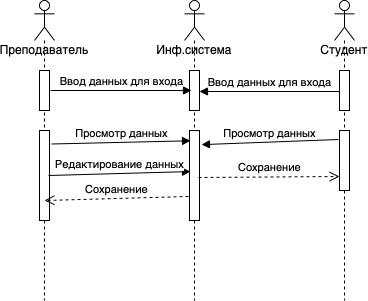 Преподаватель Инф.система Студент
Ввод данных для входа Ввод данных для входа
Просмотр данных Просмотр данных
Редактирование данных Сохранение
Сохранение